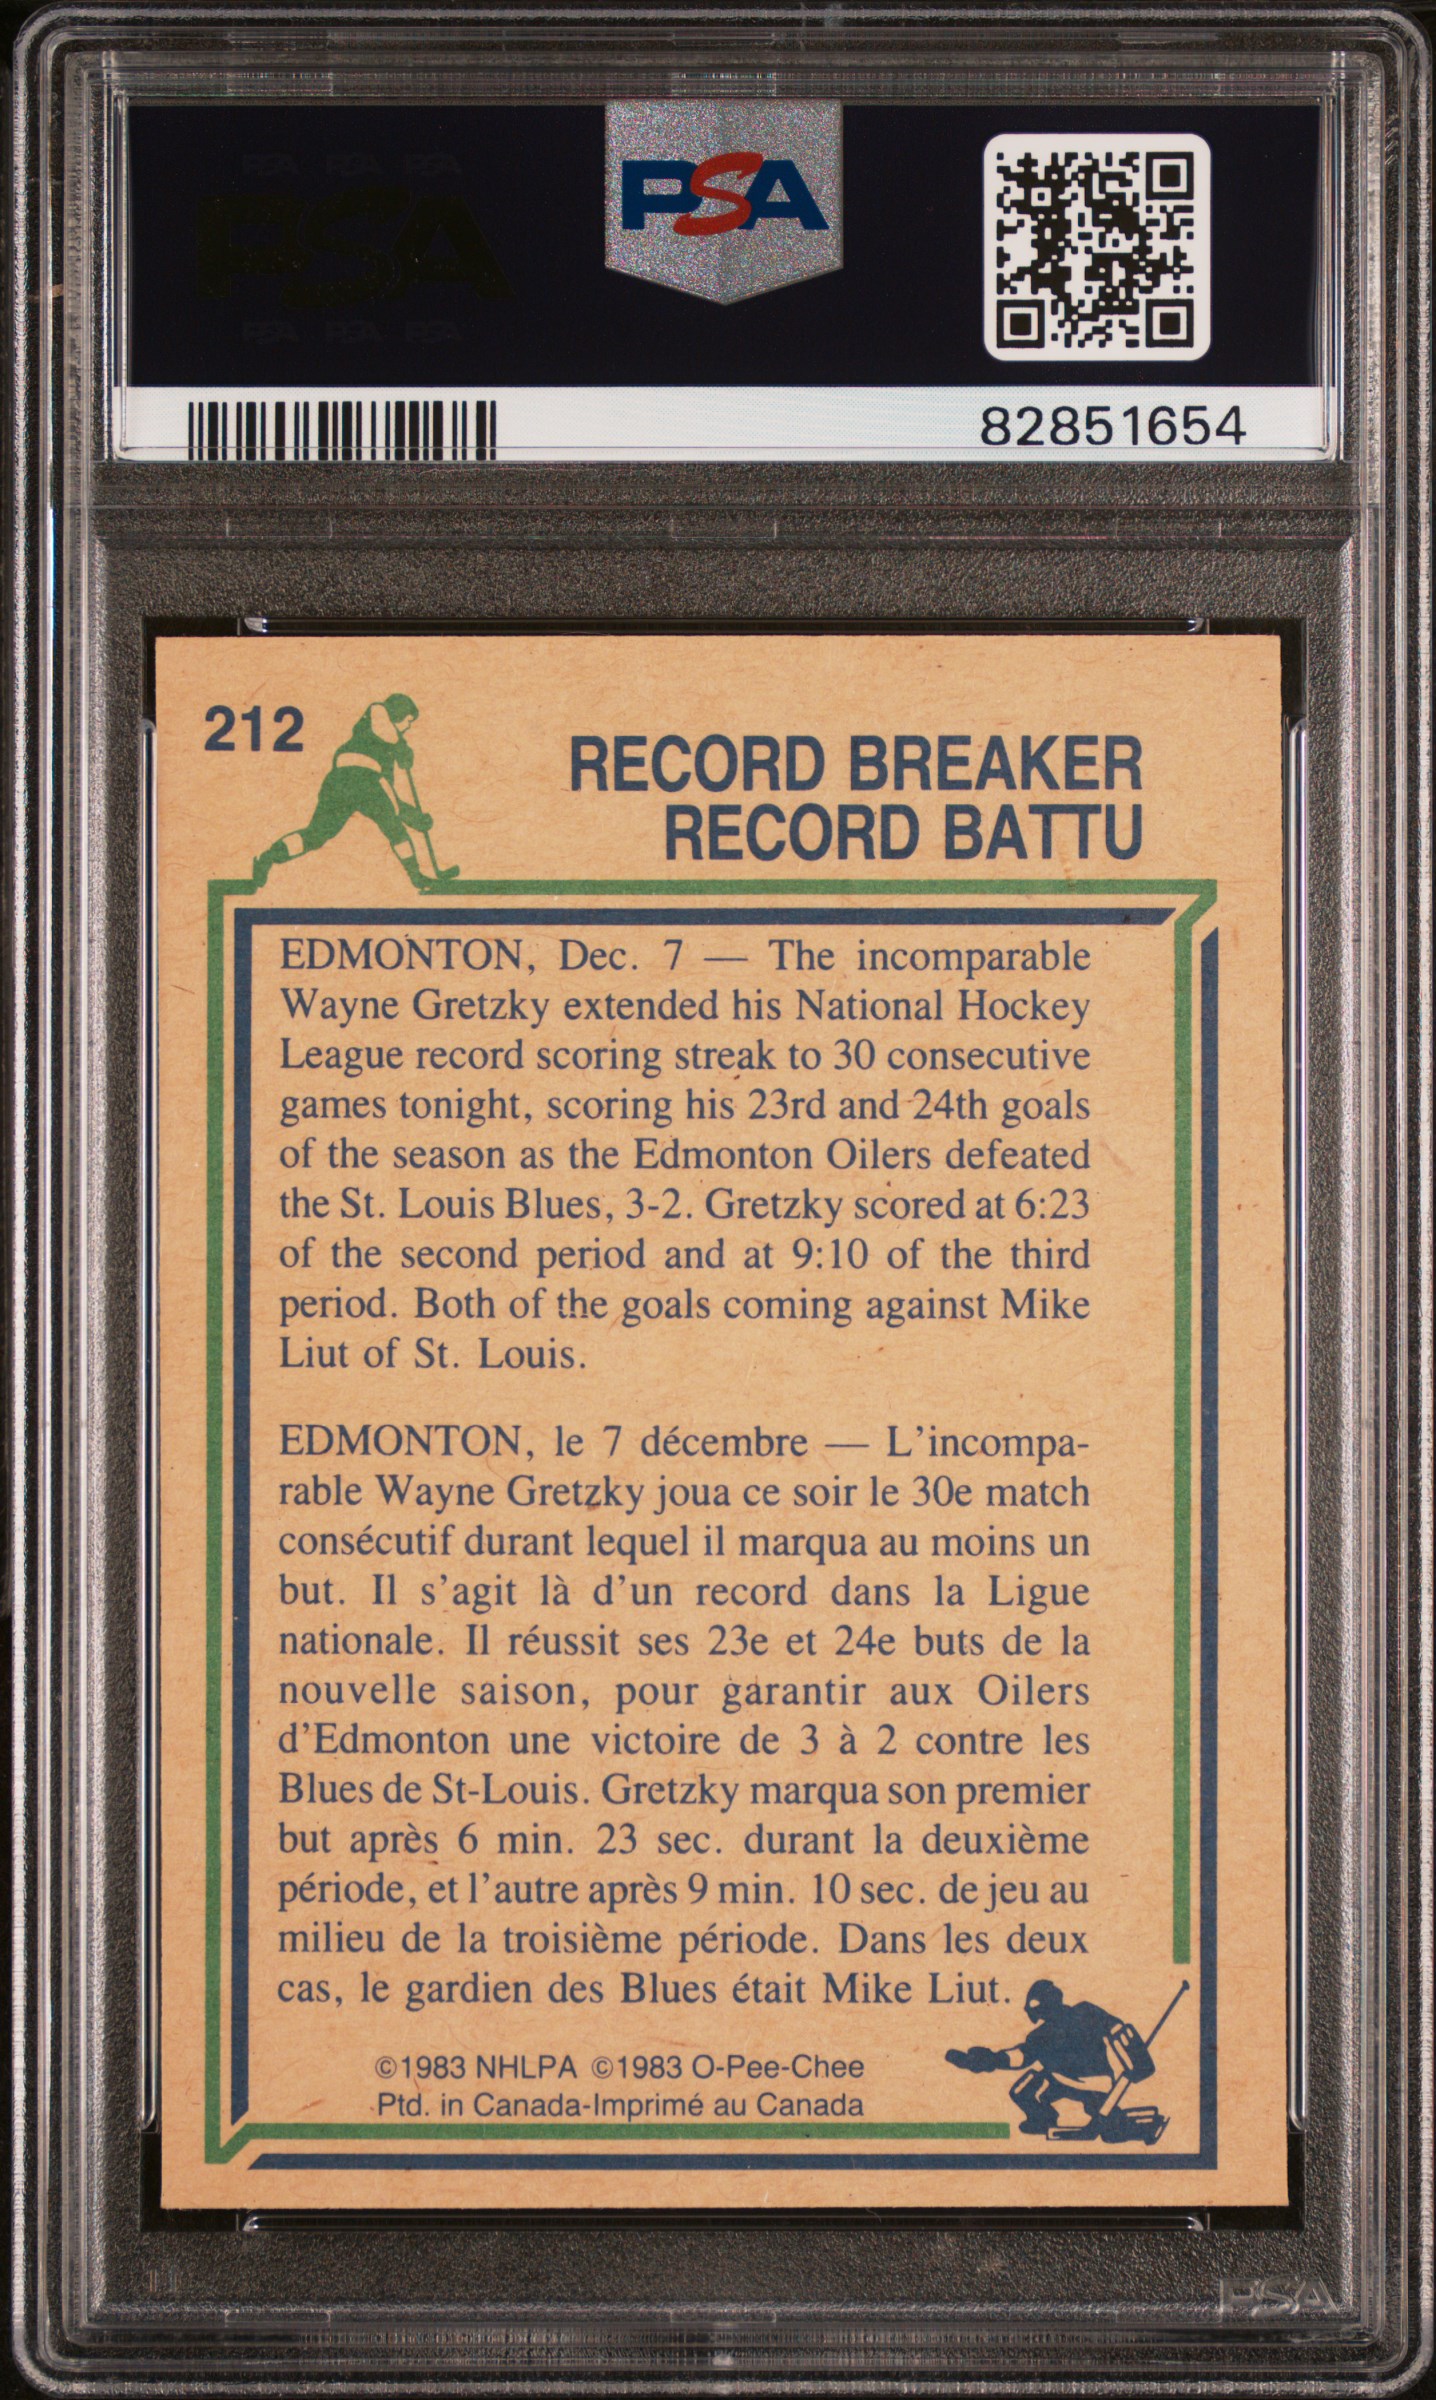 PSA PSA PSA
PSA
PSA PSA PSA
PSA
82851654
212
RECORD BREAKER
RECORD BATTU
EDMONTON, Dec. 7 — The incomparable
Wayne Gretzky extended his National Hockey
League record scoring streak to 30 consecutive
games tonight, scoring his 23rd and 24th goals
of the season as the Edmonton Oilers defeated
the St. Louis Blues, 3-2. Gretzky scored at 6:23
of the second period and at 9:10 of the third
period. Both of the goals coming against Mike
Liut of St. Louis.
EDMONTON, le 7 décembre — L'incompa-
rable Wayne Gretzky joua ce soir le 30e match
consécutif durant lequel il marqua au moins un
but. Il s'agit là d'un record dans la Ligue
nationale. Il réussit ses 23e et 24e buts de la
nouvelle saison, pour garantir aux Oilers
d'Edmonton une victoire de 3 à 2 contre les
Blues de St-Louis. Gretzky marqua son premier
but après 6 min. 23 sec. durant la deuxième
période, et l'autre après 9 min. 10 sec. de jeu au
milieu de la troisième période. Dans les deux
cas, le gardien des Blues était Mike Liut.
©1983 NHLPA ©1983 O-Pee-Chee
Ptd. in Canada-Imprimé au Canada
PSA